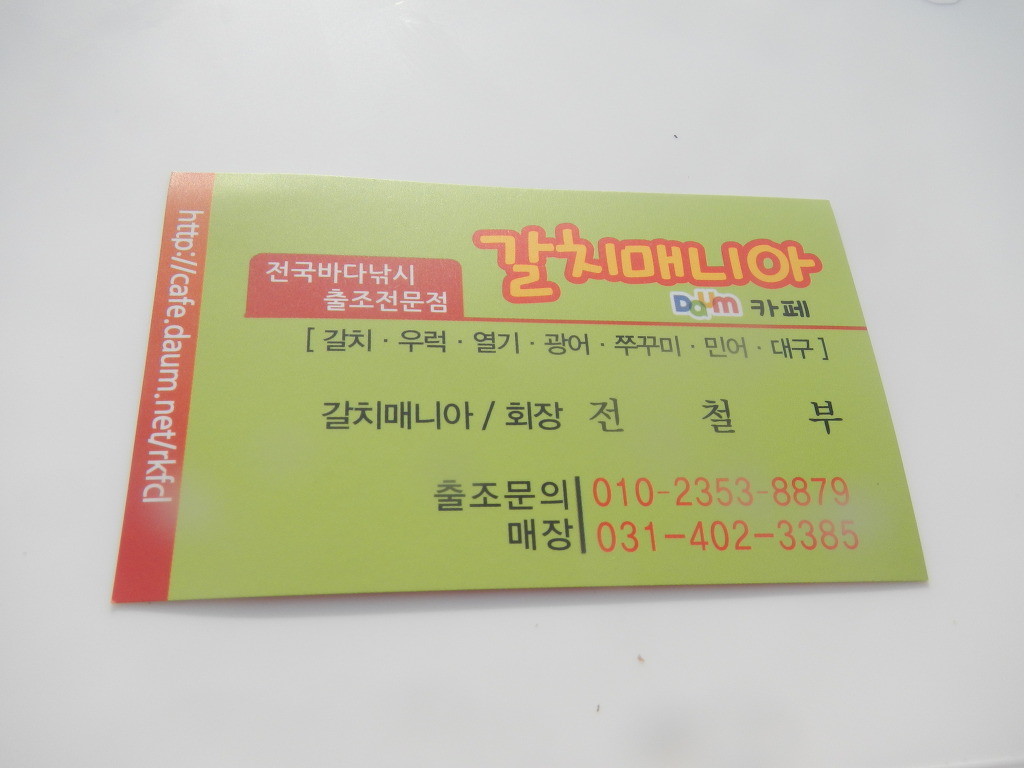 http://cafe.daum.net/rkfcl
전국바다낚시
출조전문점
갈치매니아
Daum 카페
[ 갈치 · 우럭 · 열기 · 광어 · 쭈꾸미 · 민어 · 대구 ]
갈치매니아 / 회장 전 철 부
출조문의 010-2353-8879
매장 031-402-3385